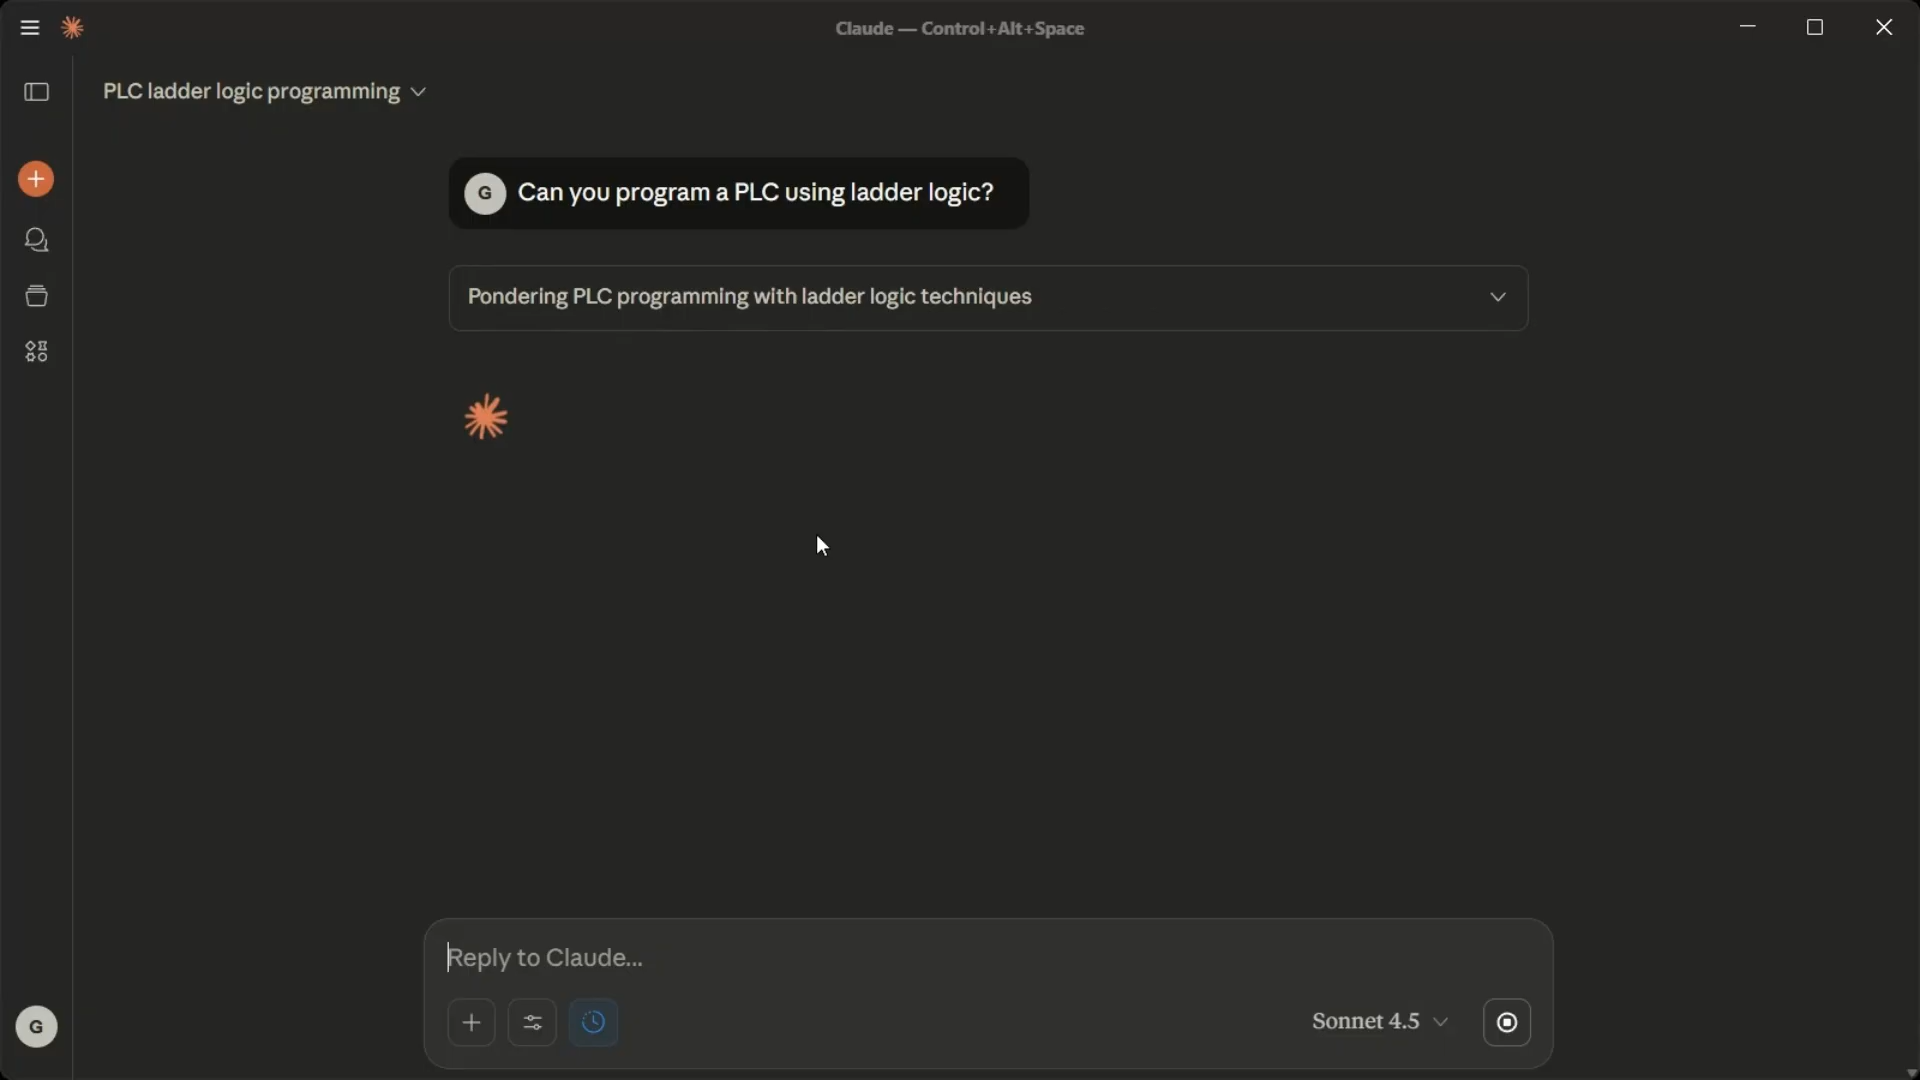 Claude — Control+Alt+Space
PLC ladder logic programming
G Can you program a PLC using ladder logic?
Pondering PLC programming with ladder logic techniques
Reply to Claude...
Sonnet 4.5
G